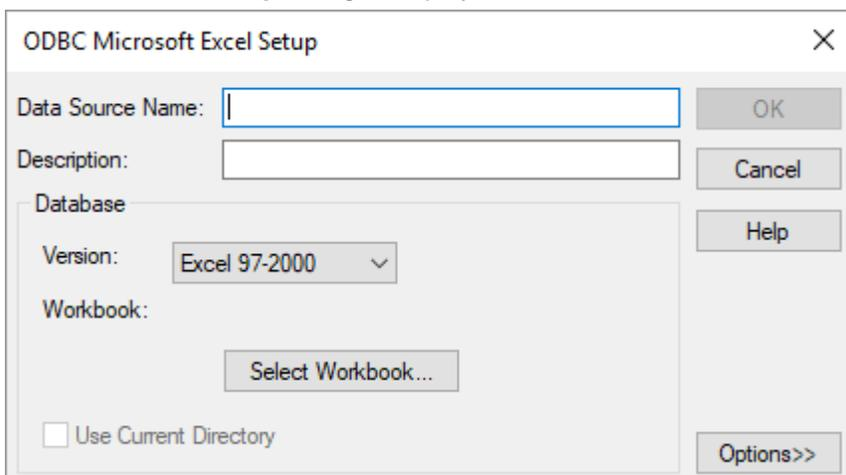 ODBC Microsoft Excel Setup
Data Source Name:
OK
Description:
Cancel
Database
Help
Version:
Excel 97-2000
Workbook:
Select Workbook...
Use Current Directory
Options>>